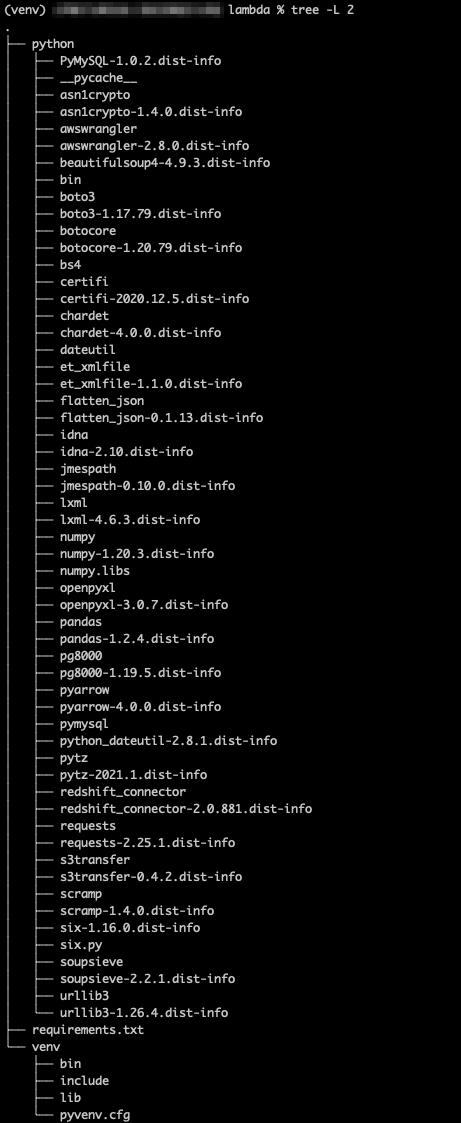 (venv) lambda % tree -L 2
.
├── python
│   ├── PyMySQL-1.0.2.dist-info
│   ├── __pycache__
│   ├── asn1crypto
│   ├── asn1crypto-1.4.0.dist-info
│   ├── awswrangler
│   ├── awswrangler-2.8.0.dist-info
│   ├── beautifulsoup4-4.9.3.dist-info
│   ├── bin
│   ├── boto3
│   ├── boto3-1.17.79.dist-info
│   ├── botocore
│   ├── botocore-1.20.79.dist-info
│   ├── bs4
│   ├── certifi
│   ├── certifi-2020.12.5.dist-info
│   ├── chardet
│   ├── chardet-4.0.0.dist-info
│   ├── dateutil
│   ├── et_xmlfile
│   ├── et_xmlfile-1.1.0.dist-info
│   ├── flatten_json
│   ├── flatten_json-0.1.13.dist-info
│   ├── idna
│   ├── idna-2.10.dist-info
│   ├── jmespath
│   ├── jmespath-0.10.0.dist-info
│   ├── lxml
│   ├── lxml-4.6.3.dist-info
│   ├── numpy
│   ├── numpy-1.20.3.dist-info
│   ├── numpy.libs
│   ├── openpyxl
│   ├── openpyxl-3.0.7.dist-info
│   ├── pandas
│   ├── pandas-1.2.4.dist-info
│   ├── pg8000
│   ├── pg8000-1.19.5.dist-info
│   ├── pyarrow
│   ├── pyarrow-4.0.0.dist-info
│   ├── pymysql
│   ├── python_dateutil-2.8.1.dist-info
│   ├── pytz
│   ├── pytz-2021.1.dist-info
│   ├── redshift_connector
│   ├── redshift_connector-2.0.881.dist-info
│   ├── requests
│   ├── requests-2.25.1.dist-info
│   ├── s3transfer
│   ├── s3transfer-0.4.2.dist-info
│   ├── scramp
│   ├── scramp-1.4.0.dist-info
│   ├── six-1.16.0.dist-info
│   ├── six.py
│   ├── soupsieve
│   ├── soupsieve-2.2.1.dist-info
│   ├── urllib3
│   └── urllib3-1.26.4.dist-info
├── requirements.txt
└── venv
    ├── bin
    ├── include
    ├── lib
    └── pyvenv.cfg